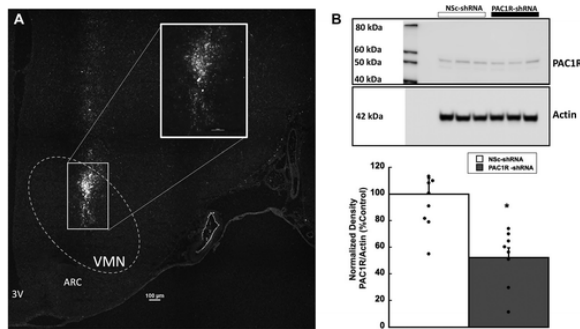 A
VMN
ARC
3V
100 μm
B
NSc-shRNA PAC1R-shRNA
80 kDa
60 kDa
50 kDa
40 kDa
PAC1R
42 kDa
Actin
NSc-shRNA
PAC1R -shRNA
Normalized Density
PAC1R/Actin (%Control)
120
100
80
60
40
20
0
*